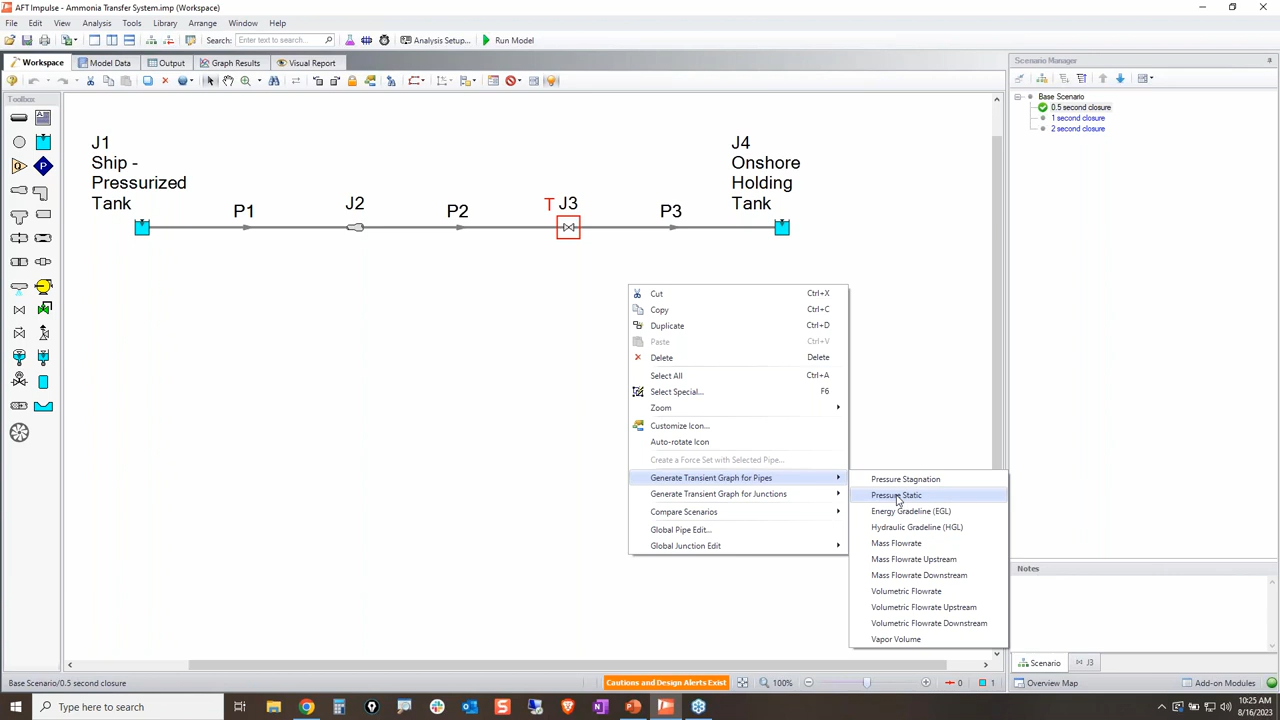 AFT Impulse - Ammonia Transfer System.imp (Workspace)
File Edit View Analysis Tools Library Arrange Window Help
Search: Enter text to search... Analysis Setup... Run Model
Workspace Model Data Output Graph Results Visual Report
Scenario Manager
Toolbox
Base Scenario
0.5 second closure
1 second closure
2 second closure
J1
Ship -
Pressurized
Tank
P1
J2
P2
T J3
P3
J4
Onshore
Holding
Tank
Cut Ctrl+X
Copy Ctrl+C
Duplicate Ctrl+D
Paste Ctrl+V
Delete Delete
Select All Ctrl+A
Select Special... F6
Zoom
Customize Icon...
Auto-rotate Icon
Create a Force Set with Selected Pipe...
Generate Transient Graph for Pipes
Generate Transient Graph for Junctions
Compare Scenarios
Global Pipe Edit...
Global Junction Edit
Pressure Stagnation
Pressure Static
Energy Gradeline (EGL)
Hydraulic Gradeline (HGL)
Mass Flowrate
Mass Flowrate Upstream
Mass Flowrate Downstream
Volumetric Flowrate
Volumetric Flowrate Upstream
Volumetric Flowrate Downstream
Vapor Volume
Notes
Scenario J3
Base Scenario/0.5 second closure Cautions and Design Alerts Exist 100% 0 1 Overview Map Add-on Modules
Type here to search
10:25 AM
8/16/2023